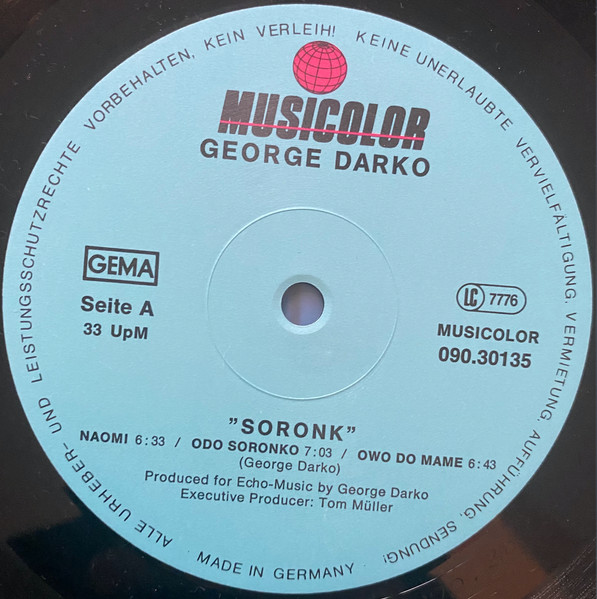 ALLE URHEBER- UND LEISTUNGSSCHUTZRECHTE VORBEHALTEN, KEIN VERLEIH! KEINE UNERLAUBTE VERVIELFÄLTIGUNG, VERMIETUNG, AUFFÜHRUNG, SENDUNG!
MUSICOLOR
GEORGE DARKO
GEMA
Seite A
33 UpM
LC 7776
MUSICOLOR
090.30135
"SORONK"
NAOMI 6:33 / ODO SORONKO 7:03 / OWO DO MAME 6:43
(George Darko)
Produced for Echo-Music by George Darko
Executive Producer: Tom Müller
· MADE IN GERMANY ·